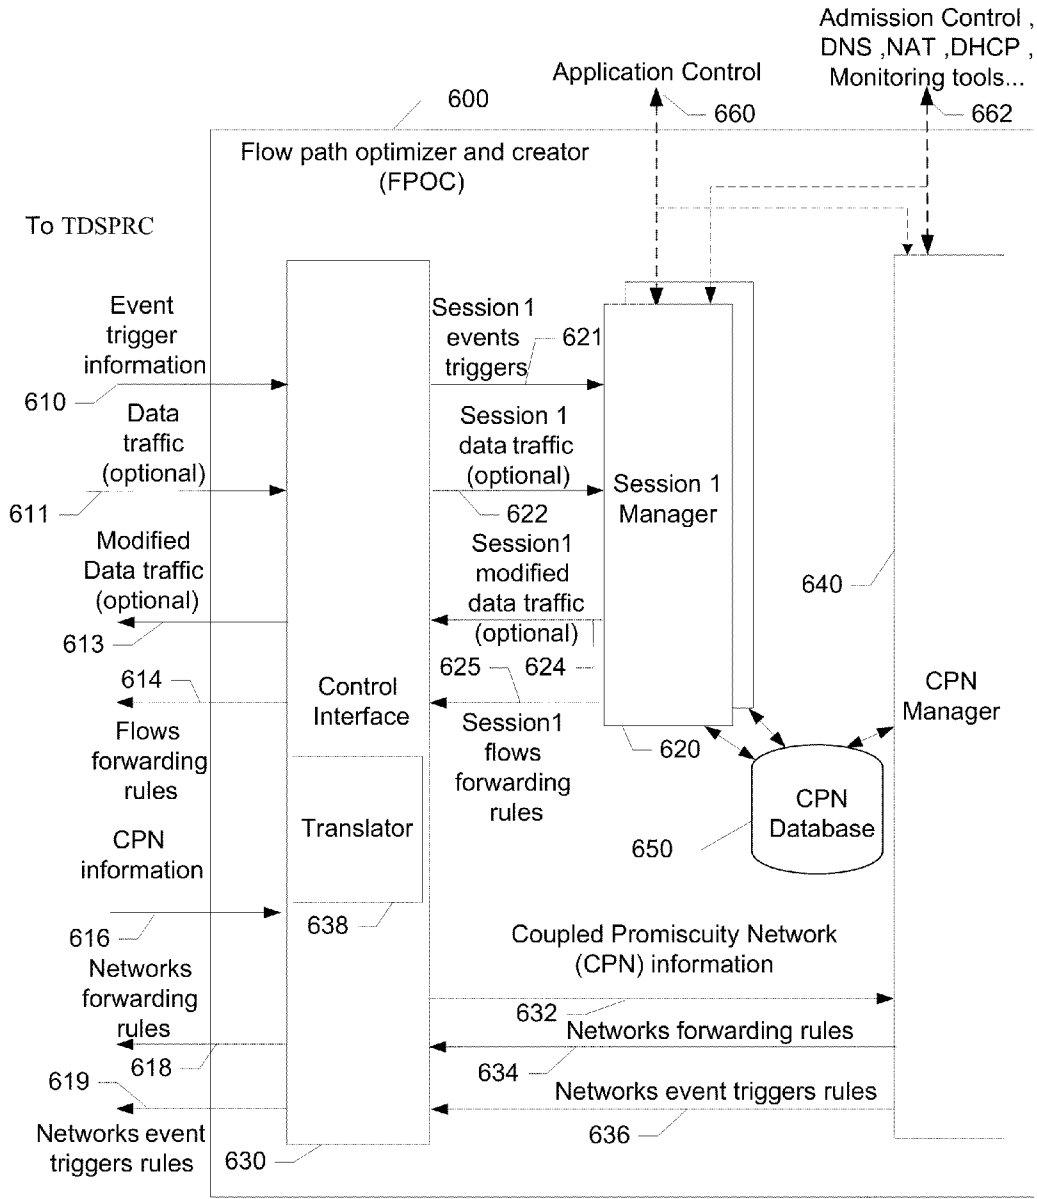 Admission Control ,
DNS ,NAT ,DHCP ,
Monitoring tools...
Application Control
600
660
662
Flow path optimizer and creator
(FPOC)
To TDSPRC
Event
trigger
information
610
Session1
events
triggers
621
Data
traffic
(optional)
611
Session 1
data traffic
(optional)
622
Session 1
Manager
Modified
Data traffic
(optional)
613
Session1
modified
data traffic
(optional)
624
640
614
625
Control
Interface
CPN
Manager
Flows
forwarding
rules
Session1
flows
forwarding
rules
620
Translator
CPN
Database
650
CPN
information
616
638
Coupled Promiscuity Network
(CPN) information
632
Networks
forwarding
rules
618
Networks forwarding rules
634
619
Networks event triggers rules
636
Networks event
triggers rules
630